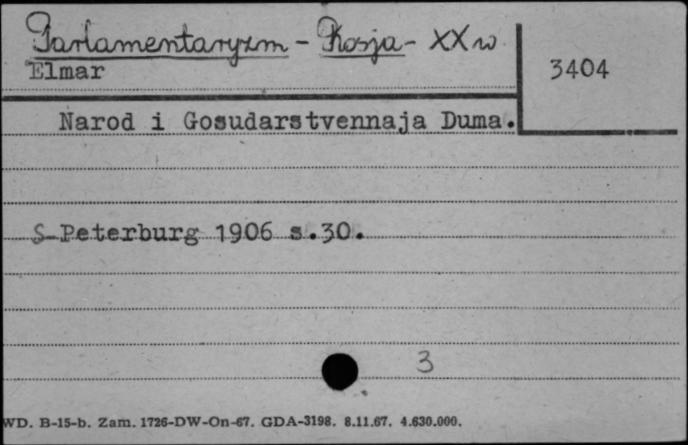 Parlamentaryzm - Rosja - XX w
Elmar
3404
Narod i Gosudarstvennaja Duma.
S-Peterburg 1906 s.30.
3
WD. B-15-b. Zam. 1726-DW-On-67. GDA-3198. 8.11.67. 4.630.000.